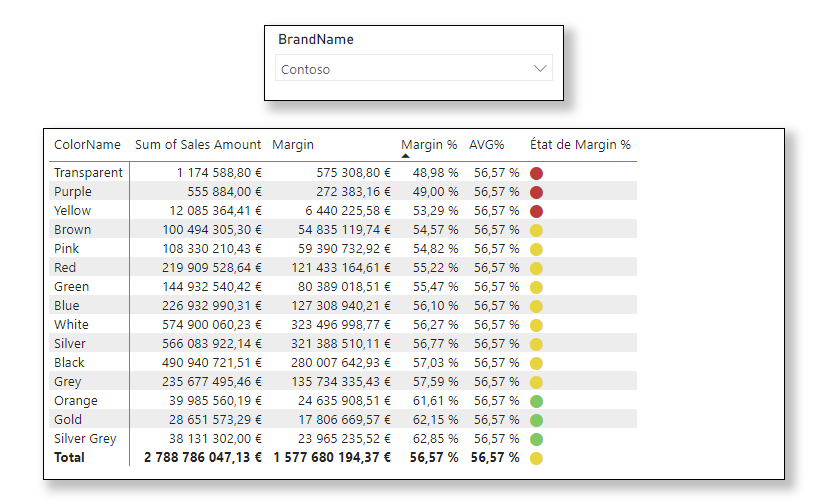 BrandName
Contoso
ColorName Sum of Sales Amount Margin Margin % AVG% État de Margin %
Transparent 1 174 588,80 € 575 308,80 € 48,98 % 56,57 %
Purple 555 884,00 € 272 383,16 € 49,00 % 56,57 %
Yellow 12 085 364,41 € 6 440 225,58 € 53,29 % 56,57 %
Brown 100 494 305,30 € 54 835 119,74 € 54,57 % 56,57 %
Pink 108 330 210,43 € 59 390 732,92 € 54,82 % 56,57 %
Red 219 909 528,64 € 121 433 164,61 € 55,22 % 56,57 %
Green 144 932 540,42 € 80 389 018,51 € 55,47 % 56,57 %
Blue 226 932 990,31 € 127 308 940,21 € 56,10 % 56,57 %
White 574 900 060,23 € 323 496 998,77 € 56,27 % 56,57 %
Silver 566 083 922,14 € 321 388 510,11 € 56,77 % 56,57 %
Black 490 940 721,51 € 280 007 642,93 € 57,03 % 56,57 %
Grey 235 677 495,46 € 135 734 335,43 € 57,59 % 56,57 %
Orange 39 985 560,19 € 24 635 908,51 € 61,61 % 56,57 %
Gold 28 651 573,29 € 17 806 669,57 € 62,15 % 56,57 %
Silver Grey 38 131 302,00 € 23 965 235,52 € 62,85 % 56,57 %
Total 2 788 786 047,13 € 1 577 680 194,37 € 56,57 % 56,57 %